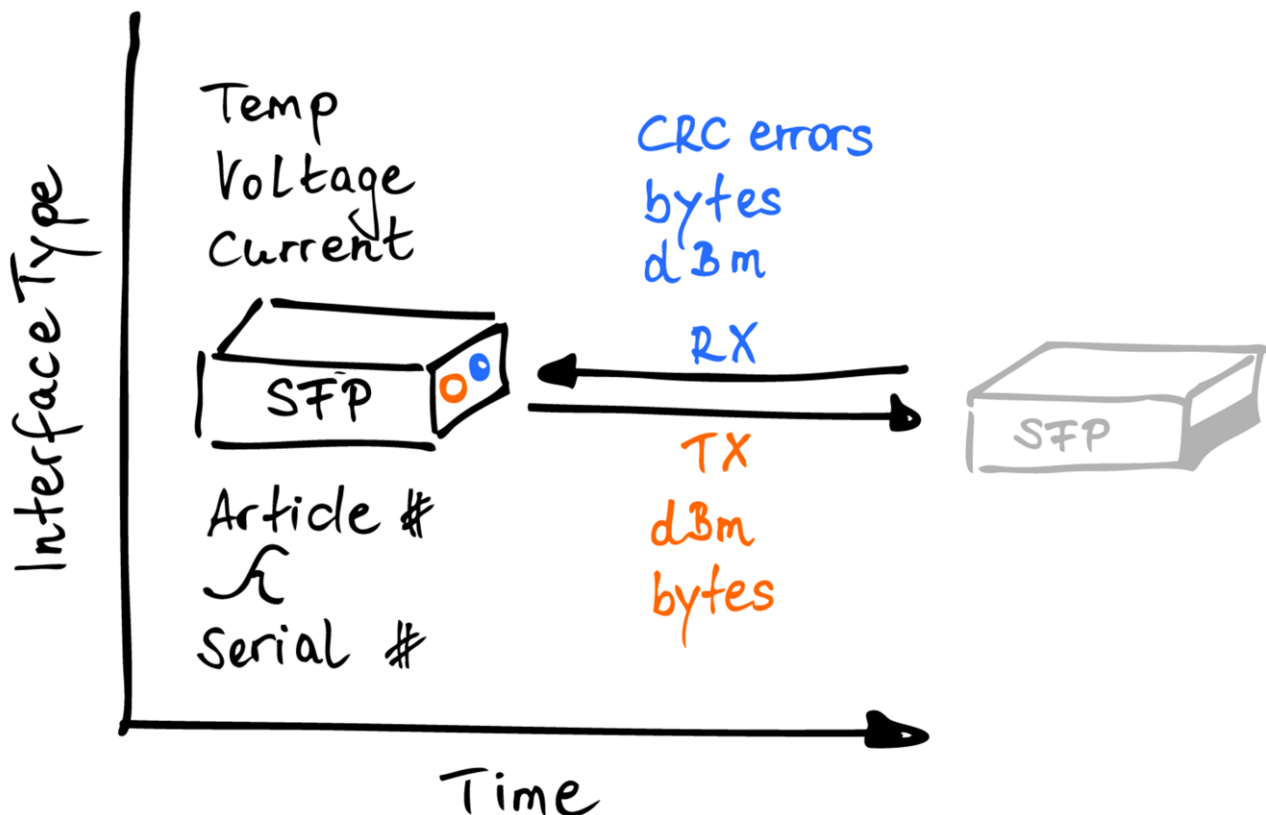 Interface Type
Temp
Voltage
Current
SFP
Article #
Serial #
CRC errors
bytes
dBm
RX
TX
dBm
bytes
SFP
Time